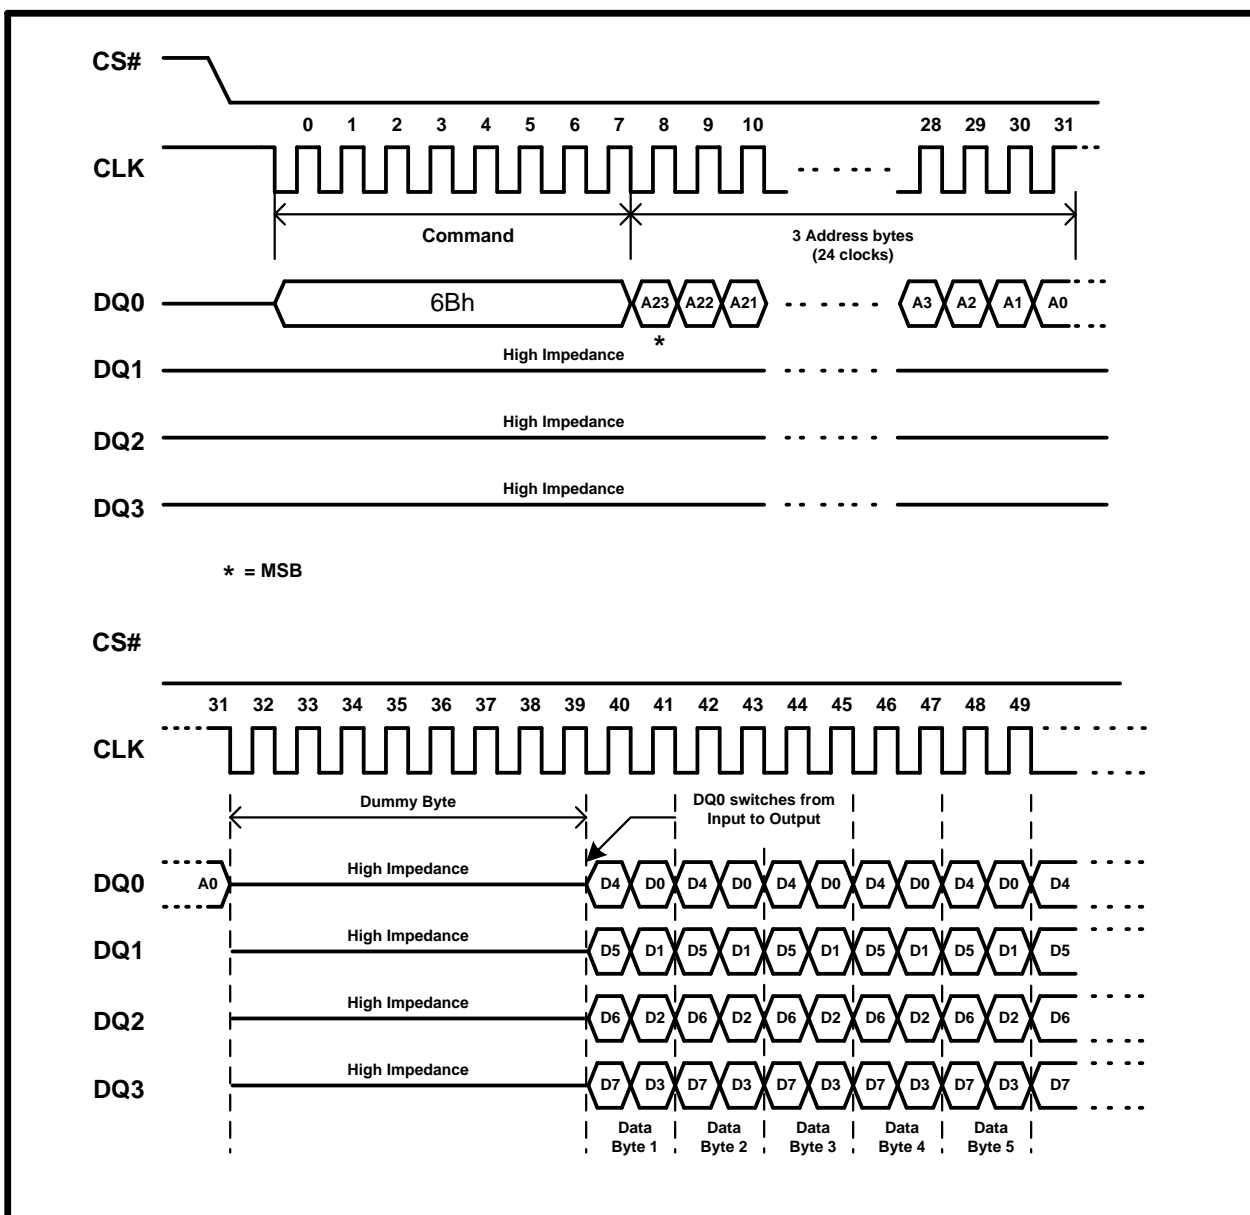 CS#
0 1 2 3 4 5 6 7 8 9 10 28 29 30 31
CLK
Command
3 Address bytes
(24 clocks)
DQ0 6Bh A23 A22 A21 A3 A2 A1 A0
*
High Impedance
DQ1
High Impedance
DQ2
High Impedance
DQ3
* = MSB
CS#
31 32 33 34 35 36 37 38 39 40 41 42 43 44 45 46 47 48 49
CLK
Dummy Byte
DQ0 switches from
Input to Output
High Impedance
DQ0 A0 D4 D0 D4 D0 D4 D0 D4 D0 D4 D0 D4
High Impedance
DQ1 D5 D1 D5 D1 D5 D1 D5 D1 D5 D1 D5
High Impedance
DQ2 D6 D2 D6 D2 D6 D2 D6 D2 D6 D2 D6
High Impedance
DQ3 D7 D3 D7 D3 D7 D3 D7 D3 D7 D3 D7
Data Data Data Data Data
Byte 1 Byte 2 Byte 3 Byte 4 Byte 5